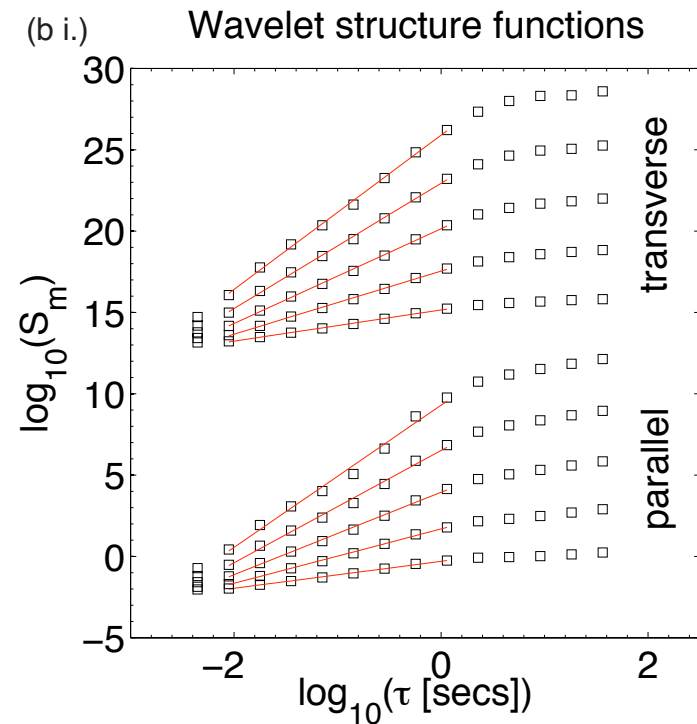 (b i.) Wavelet structure functions
30
25
20
15
10
5
0
−5
log₁₀(Sₘ)
transverse
parallel
−2 0 2
log₁₀(τ [secs])